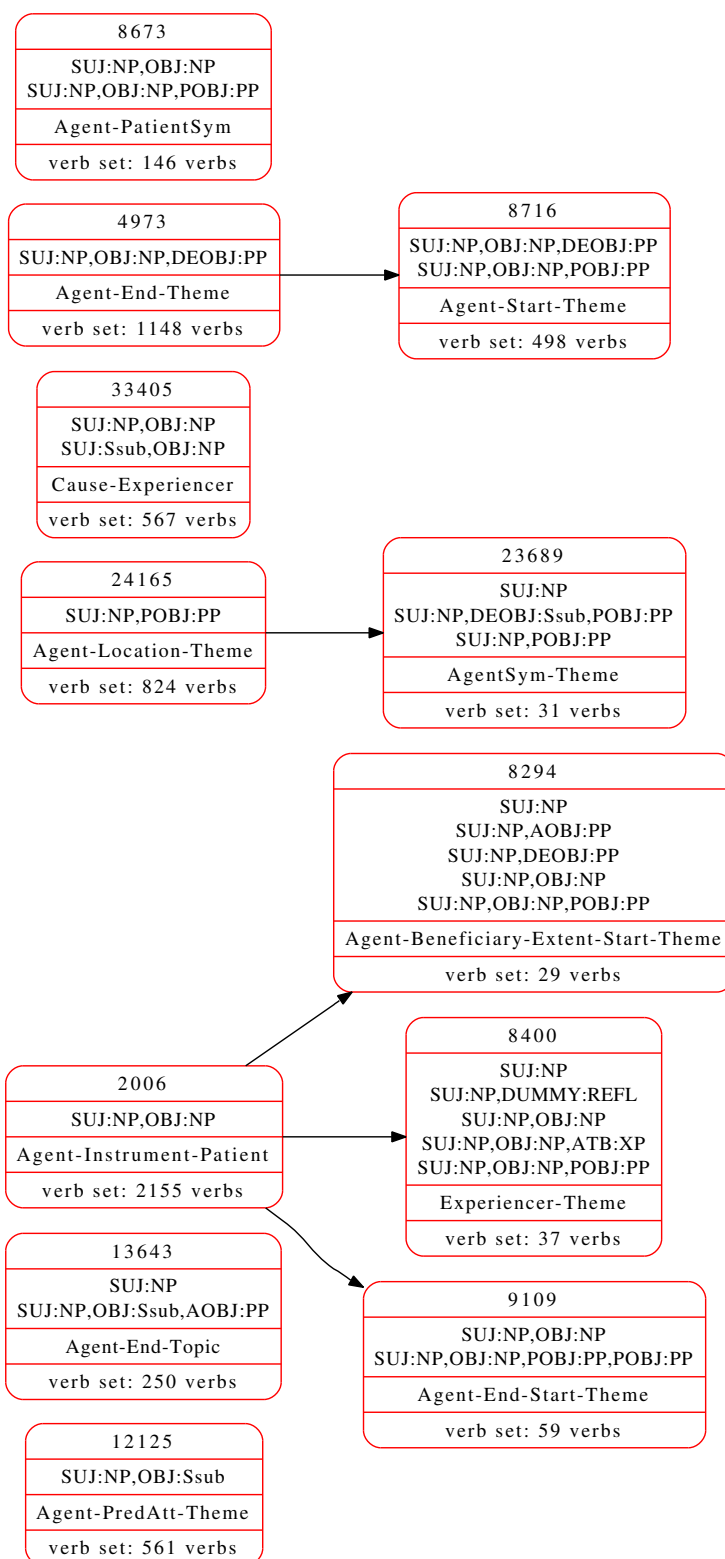 8673
SUJ:NP,OBJ:NP
SUJ:NP,OBJ:NP,POBJ:PP
Agent-PatientSym
verb set: 146 verbs
4973
SUJ:NP,OBJ:NP,DEOBJ:PP
Agent-End-Theme
verb set: 1148 verbs
8716
SUJ:NP,OBJ:NP,DEOBJ:PP
SUJ:NP,OBJ:NP,POBJ:PP
Agent-Start-Theme
verb set: 498 verbs
33405
SUJ:NP,OBJ:NP
SUJ:Ssub,OBJ:NP
Cause-Experiencer
verb set: 567 verbs
24165
SUJ:NP,POBJ:PP
Agent-Location-Theme
verb set: 824 verbs
23689
SUJ:NP
SUJ:NP,DEOBJ:Ssub,POBJ:PP
SUJ:NP,POBJ:PP
AgentSym-Theme
verb set: 31 verbs
8294
SUJ:NP
SUJ:NP,AOBJ:PP
SUJ:NP,DEOBJ:PP
SUJ:NP,OBJ:NP
SUJ:NP,OBJ:NP,POBJ:PP
Agent-Beneficiary-Extent-Start-Theme
verb set: 29 verbs
2006
SUJ:NP,OBJ:NP
Agent-Instrument-Patient
verb set: 2155 verbs
8400
SUJ:NP
SUJ:NP,DUMMY:REFL
SUJ:NP,OBJ:NP
SUJ:NP,OBJ:NP,ATB:XP
SUJ:NP,OBJ:NP,POBJ:PP
Experiencer-Theme
verb set: 37 verbs
13643
SUJ:NP
SUJ:NP,OBJ:Ssub,AOBJ:PP
Agent-End-Topic
verb set: 250 verbs
9109
SUJ:NP,OBJ:NP
SUJ:NP,OBJ:NP,POBJ:PP,POBJ:PP
Agent-End-Start-Theme
verb set: 59 verbs
12125
SUJ:NP,OBJ:Ssub
Agent-PredAtt-Theme
verb set: 561 verbs